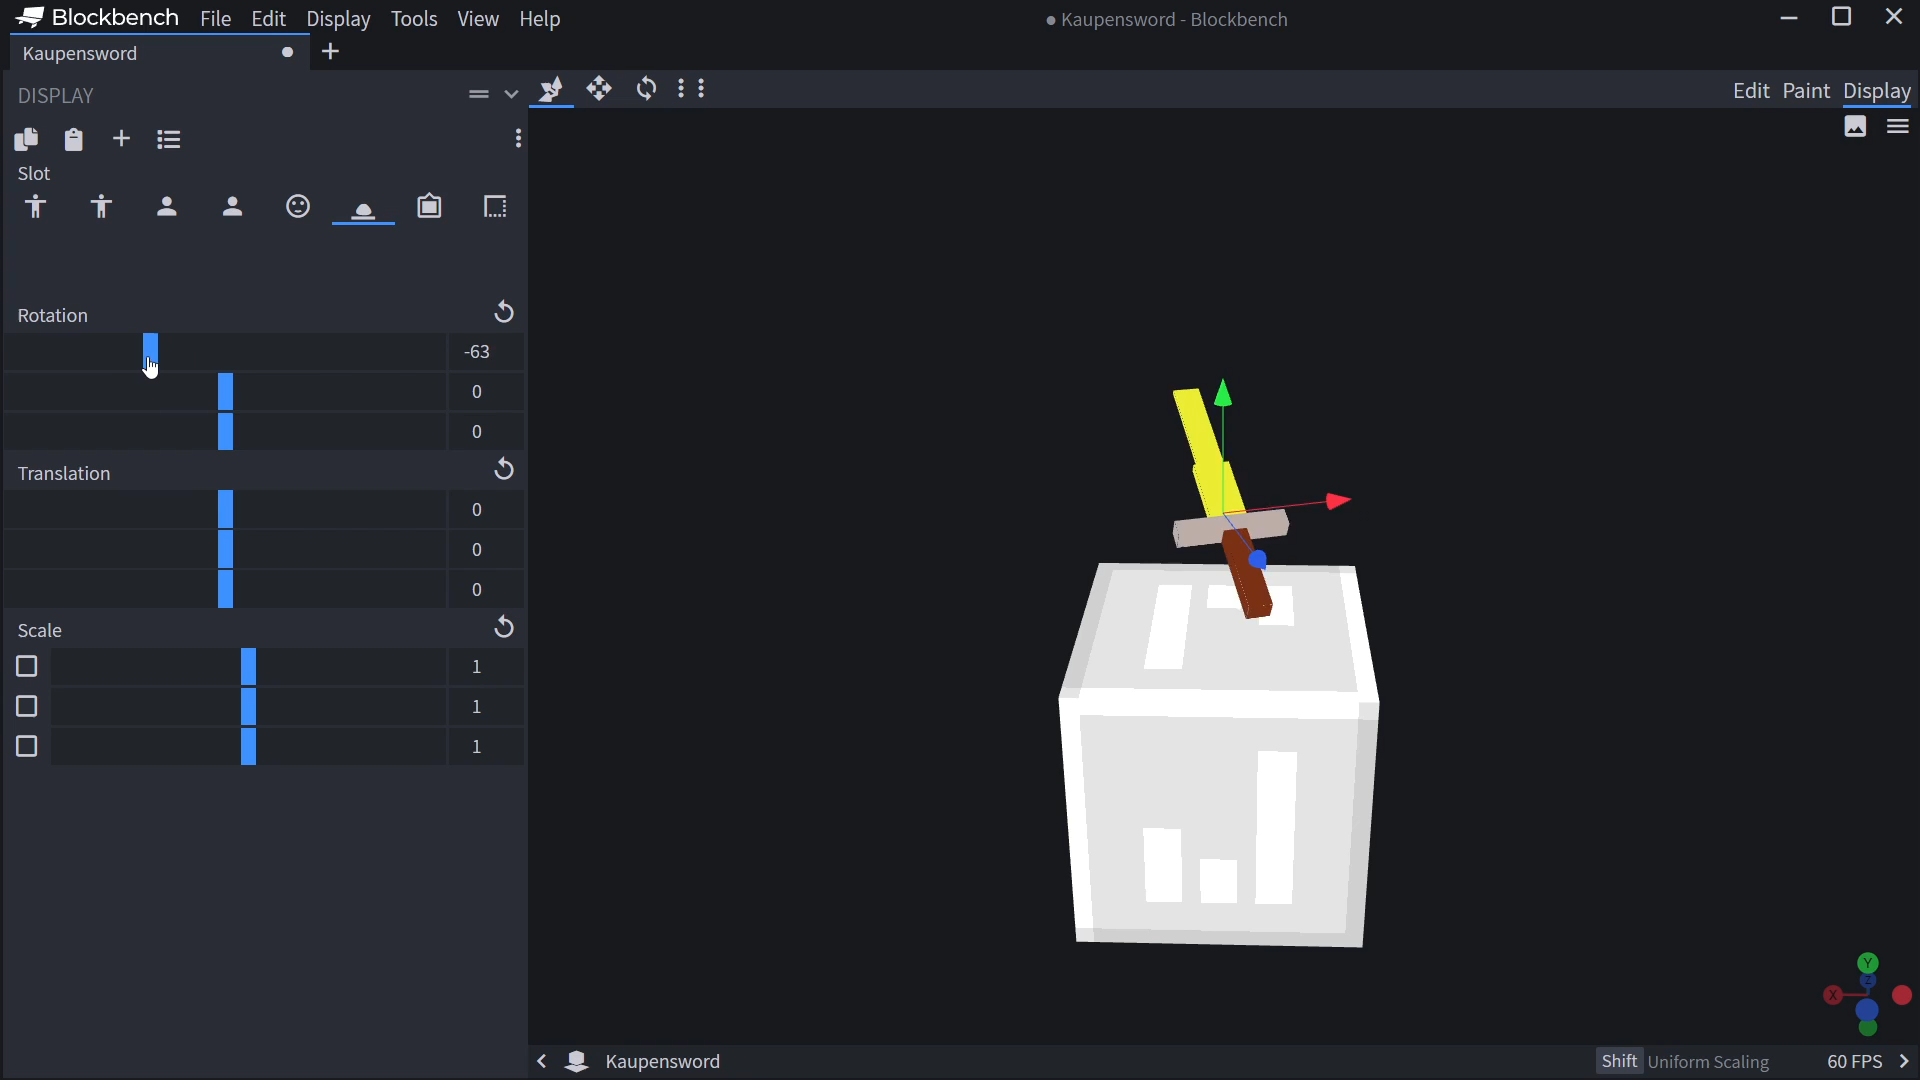 Blockbench File Edit Display Tools View Help
● Kaupensword - Blockbench
Kaupensword
DISPLAY
Edit Paint Display
Slot
Rotation
-63
0
0
Translation
0
0
0
Scale
1
1
1
Y
Z
X
Kaupensword
Shift Uniform Scaling
60 FPS